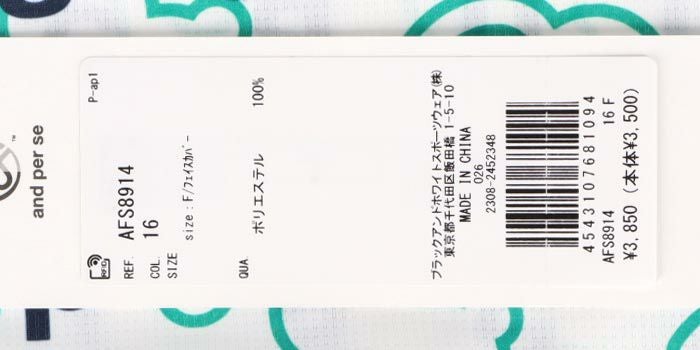 ™
and per se
P-ap1
RFID
REF. AFS8914
COL. 16
SIZE size:F/フェイスカバー
QUA. ポリエステル 100%
ブラックアンドホワイトスポーツウェア(株)
東京都千代田区飯田橋 1-5-10
MADE IN CHINA
026
2308-2452348
4543107681094
AFS8914 16 F
¥3,850 (本体¥3,500)